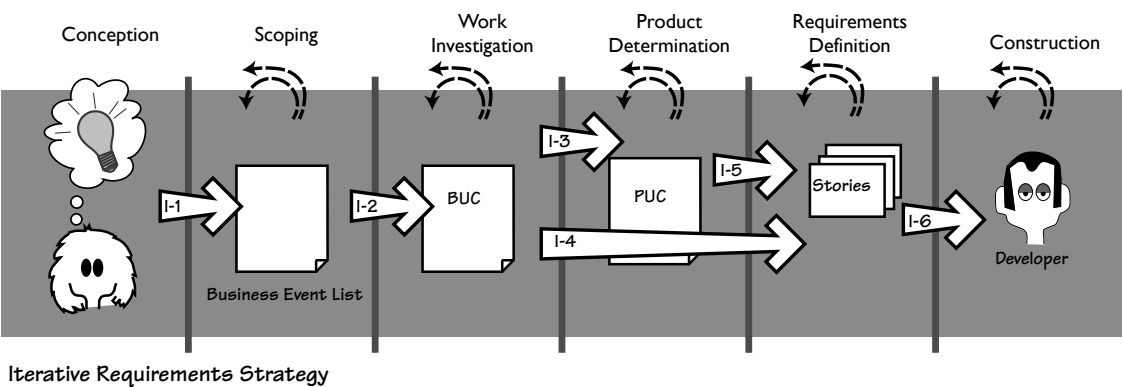 Conception
Scoping
Work
Investigation
Product
Determination
Requirements
Definition
Construction
I-1
I-2
BUC
I-3
I-4
PUC
I-5
Stories
I-6
Developer
Business Event List
Iterative Requirements Strategy